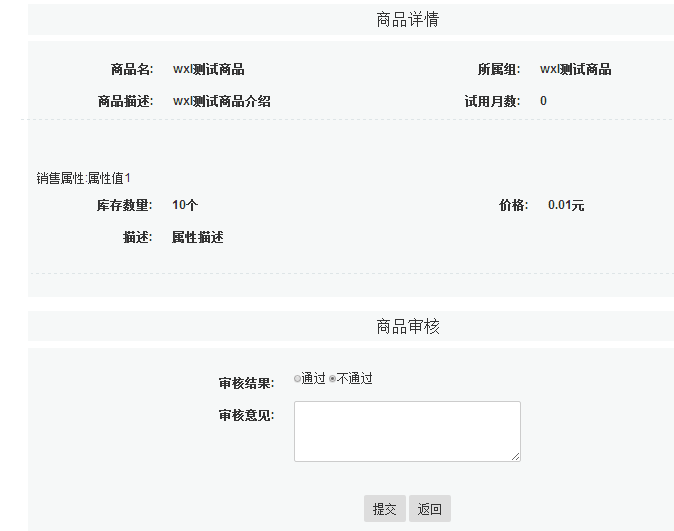 商品详情
商品名: wxl测试商品 所属组: wxl测试商品
商品描述: wxl测试商品介绍 试用月数: 0
销售属性:属性值1
库存数量: 10个 价格: 0.01元
描述: 属性描述
商品审核
审核结果: 通过 不通过
审核意见:
提交 返回